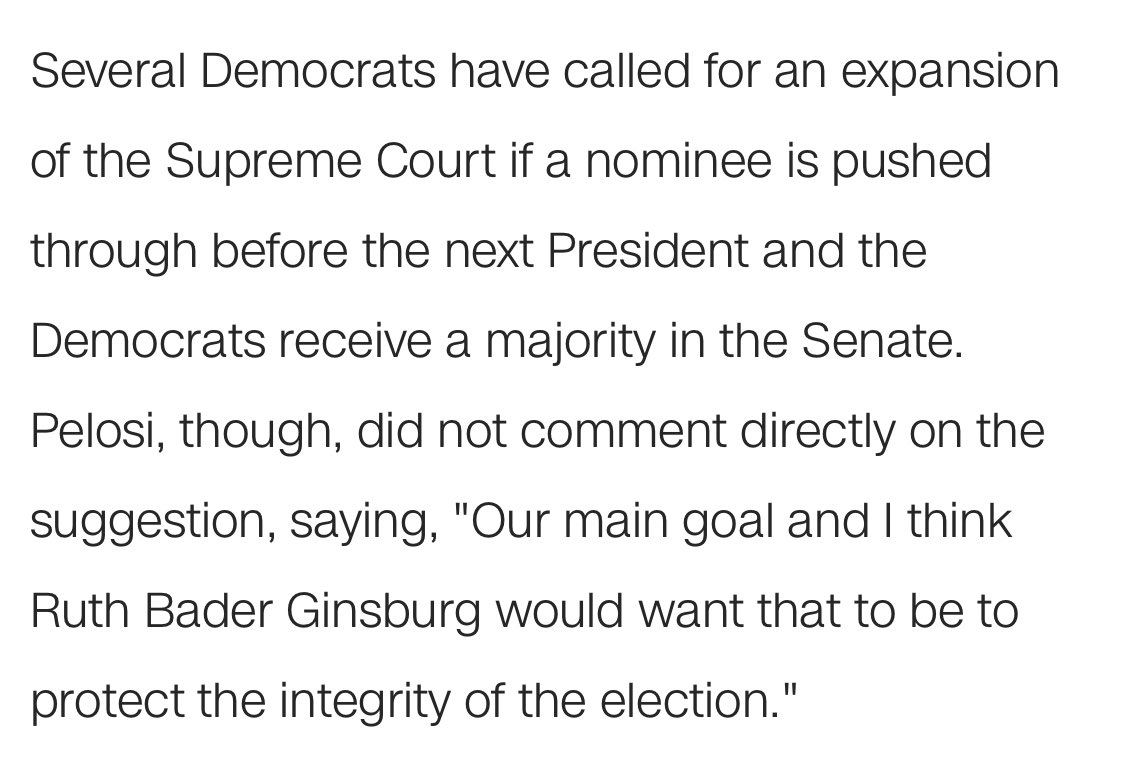 Several Democrats have called for an expansion
of the Supreme Court if a nominee is pushed
through before the next President and the
Democrats receive a majority in the Senate.
Pelosi, though, did not comment directly on the
suggestion, saying, "Our main goal and I think
Ruth Bader Ginsburg would want that to be to
protect the integrity of the election."